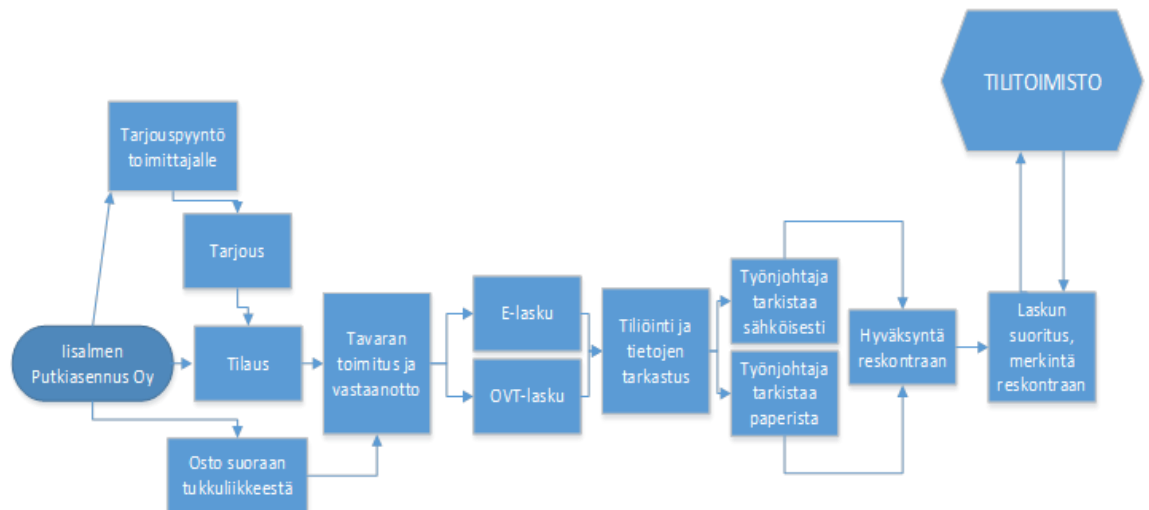 TILITOIMISTO
Tarjouspyyntö
toimittajalle
Tarjous
Iisalmen
Putkiasennus Oy
Tilaus
Osto suoraan
tukkuliikkeestä
Tavaran
toimitus ja
vastaanotto
E-lasku
OVT-lasku
Tiliöinti ja
tietojen
tarkastus
Työnjohtaja
tarkistaa
sähköisesti
Työnjohtaja
tarkistaa
paperista
Hyväksyntä
reskontraan
Laskun
suoritus,
merkintä
reskontraan